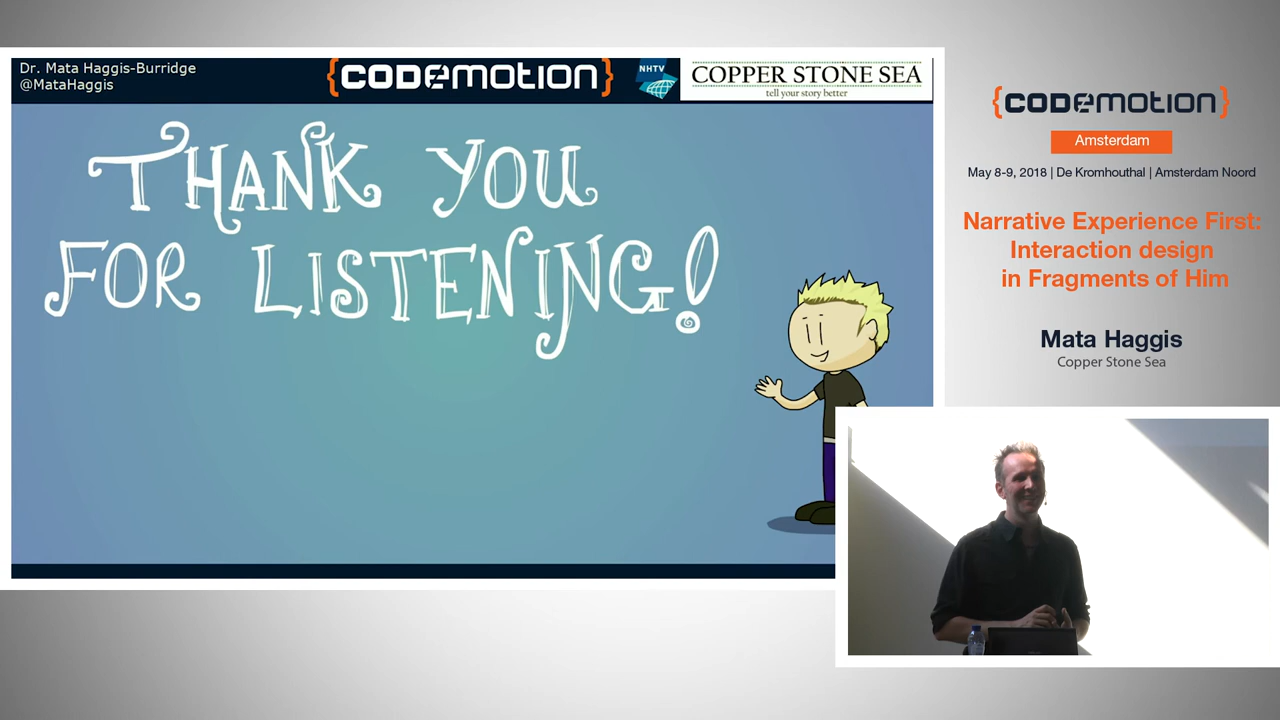 Dr. Mata Haggis-Burridge
@MataHaggis
{CODEMOTION}
NHTV
COPPER STONE SEA
tell your story better
THANK YOU
FOR LISTENING!
{CODEMOTION}
Amsterdam
May 8-9, 2018 | De Kromhouthal | Amsterdam Noord
Narrative Experience First:
Interaction design
in Fragments of Him
Mata Haggis
Copper Stone Sea